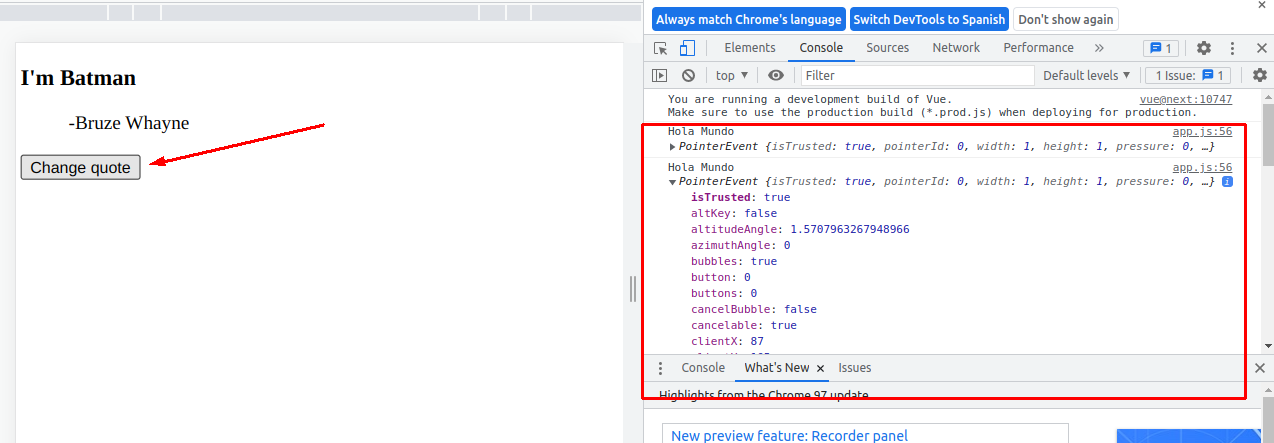 I'm Batman
-Bruze Whayne
Change quote
Always match Chrome's language Switch DevTools to Spanish Don't show again
Elements Console Sources Network Performance » 1
top ▼ Filter Default levels ▼ 1 Issue: 1
You are running a development build of Vue. vue@next:10747
Make sure to use the production build (*.prod.js) when deploying for production.
Hola Mundo app.js:56
PointerEvent {isTrusted: true, pointerId: 0, width: 1, height: 1, pressure: 0, …}
Hola Mundo app.js:56
PointerEvent {isTrusted: true, pointerId: 0, width: 1, height: 1, pressure: 0, …} i
isTrusted: true
altKey: false
altitudeAngle: 1.5707963267948966
azimuthAngle: 0
bubbles: true
button: 0
buttons: 0
cancelBubble: false
cancelable: true
clientX: 87
Console What's New × Issues
Highlights from the Chrome 97 update
New preview feature: Recorder panel